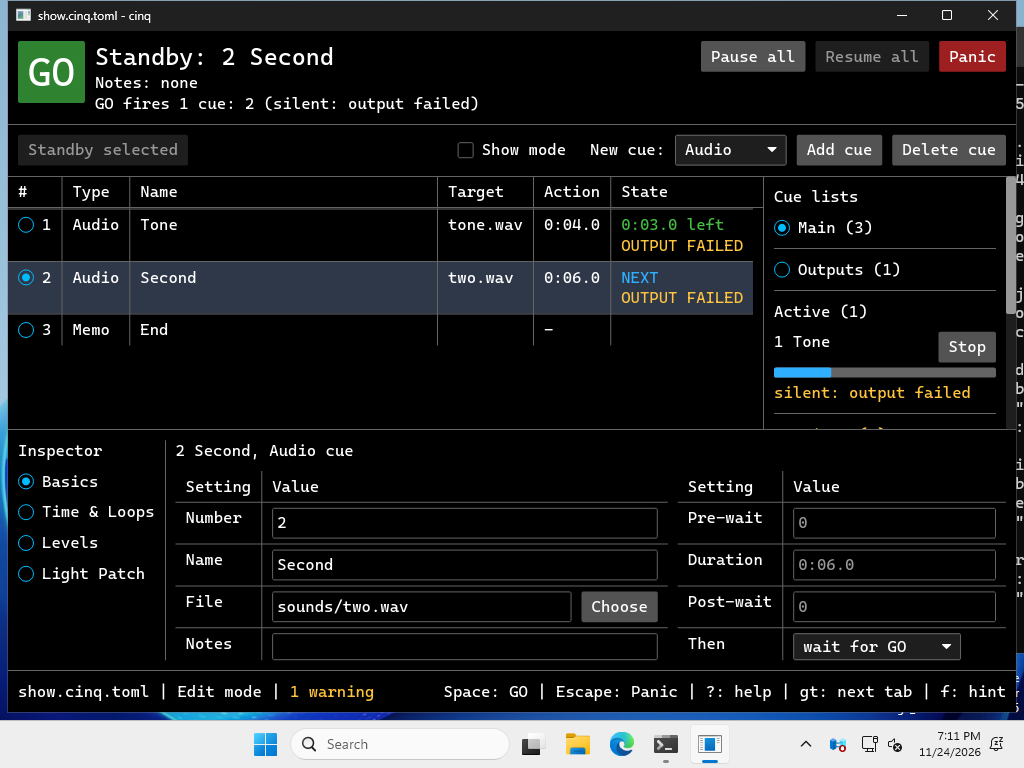 show.cinq.toml - cinq
GO
Standby: 2 Second
Notes: none
GO fires 1 cue: 2 (silent: output failed)
Pause all
Resume all
Panic
Standby selected
Show mode
New cue:
Audio
Add cue
Delete cue
# Type Name Target Action State
1 Audio Tone tone.wav 0:04.0 0:03.0 left
OUTPUT FAILED
2 Audio Second two.wav 0:06.0 NEXT
OUTPUT FAILED
3 Memo End –
Cue lists
Main (3)
Outputs (1)
Active (1)
1 Tone
Stop
silent: output failed
Inspector
Basics
Time & Loops
Levels
Light Patch
2 Second, Audio cue
Setting Value
Number 2
Name Second
File sounds/two.wav Choose
Notes
Setting Value
Pre-wait 0
Duration 0:06.0
Post-wait 0
Then wait for GO
show.cinq.toml | Edit mode | 1 warning
Space: GO | Escape: Panic | ?: help | gt: next tab | f: hint
Search
7:11 PM
11/24/2026